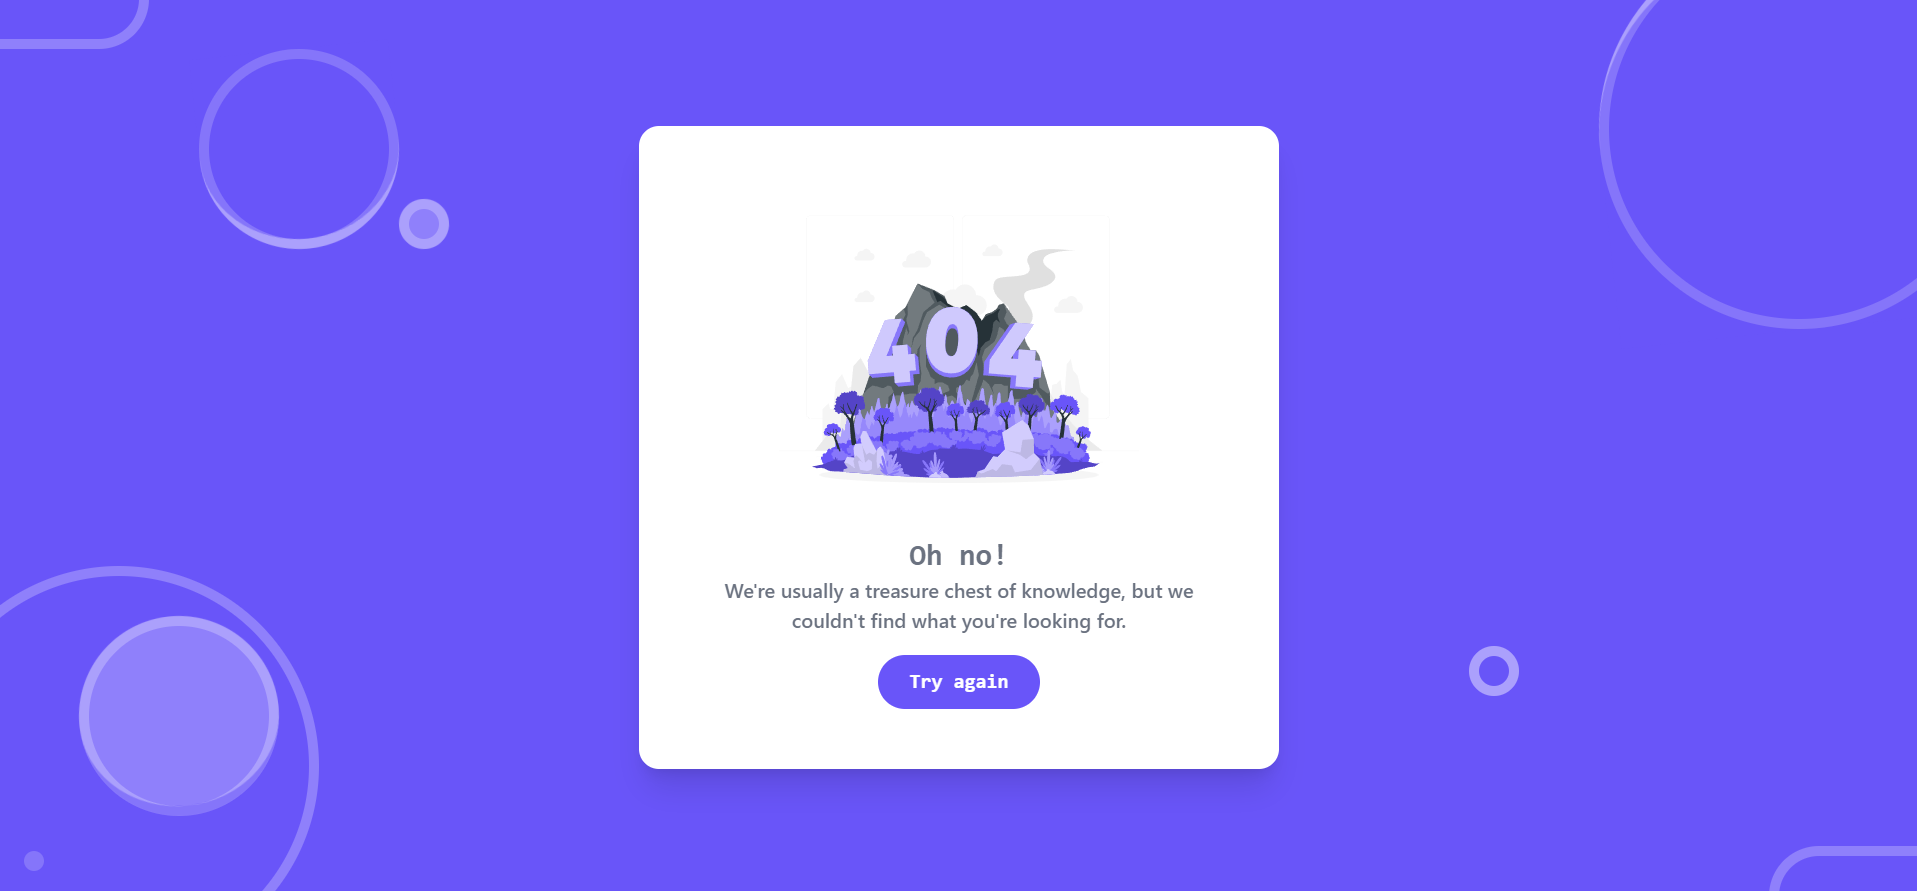 404
Oh no!
We're usually a treasure chest of knowledge, but we
couldn't find what you're looking for.
Try again